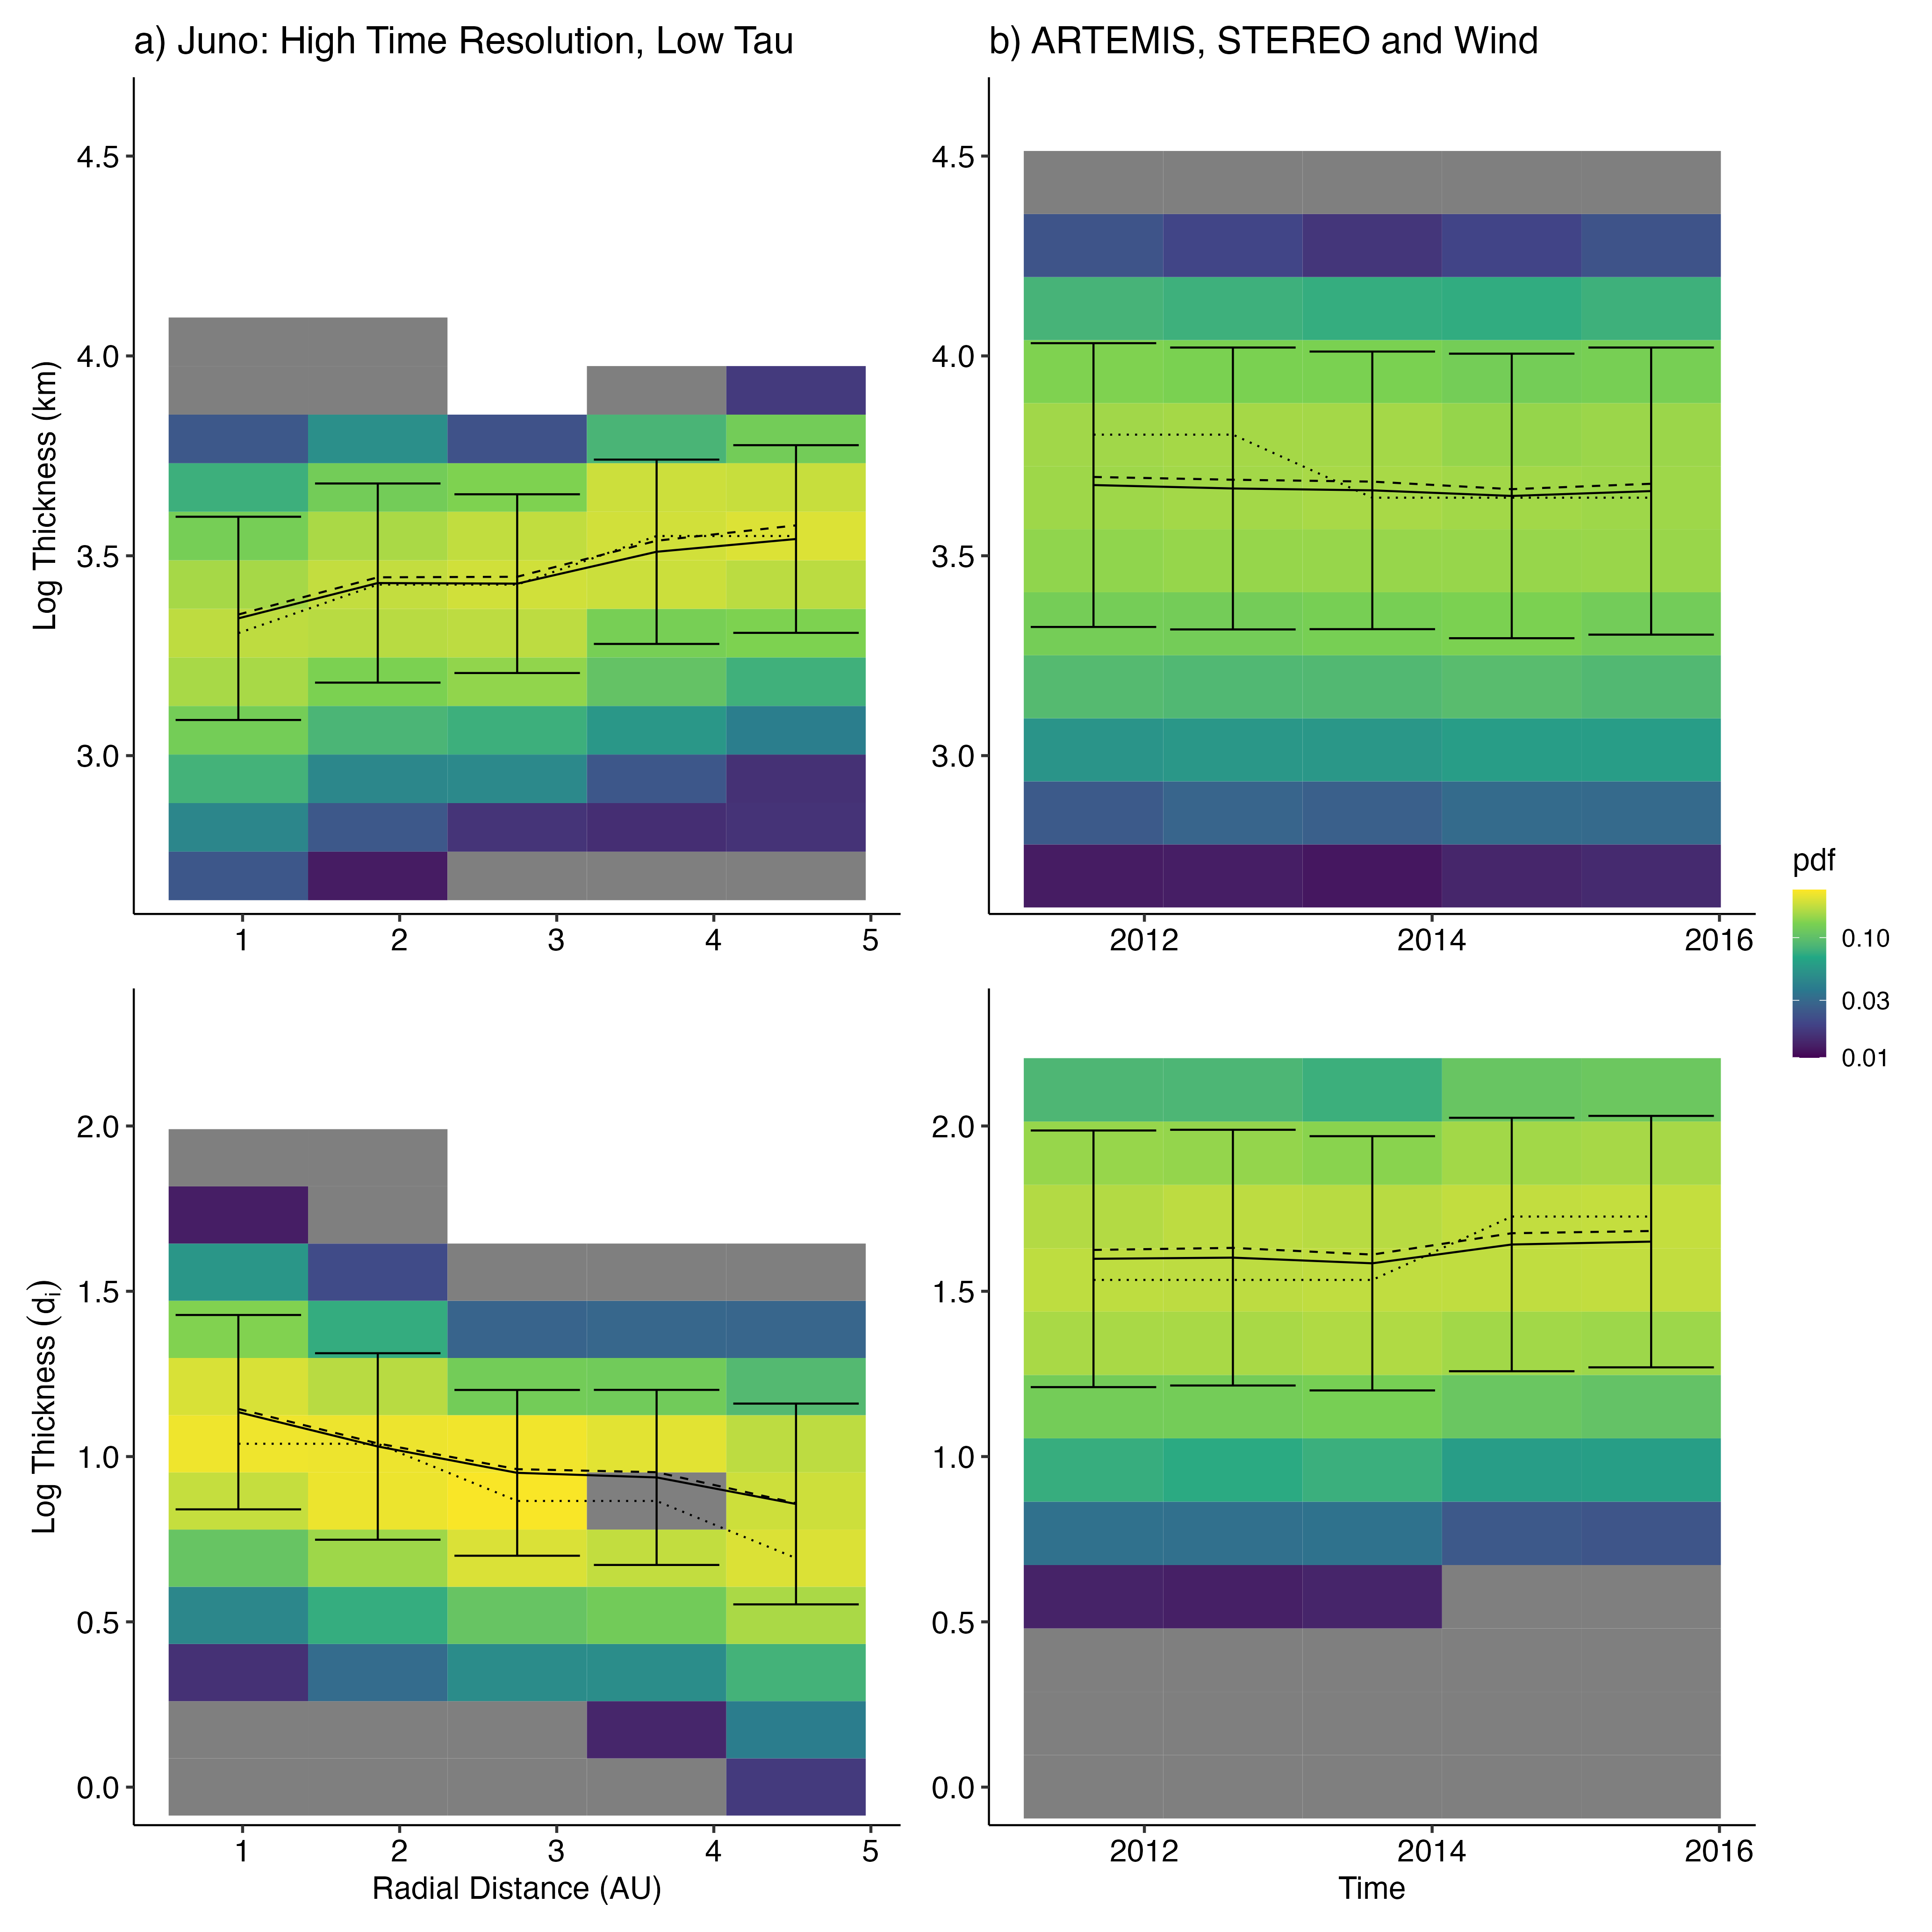 a) Juno: High Time Resolution, Low Tau
b) ARTEMIS, STEREO and Wind
Log Thickness (km)
4.5
4.0
3.5
3.0
1 2 3 4 5
4.5
4.0
3.5
3.0
2012 2014 2016
pdf
0.10
0.03
0.01
Log Thickness (dᵢ)
2.0
1.5
1.0
0.5
0.0
1 2 3 4 5
Radial Distance (AU)
2.0
1.5
1.0
0.5
0.0
2012 2014 2016
Time